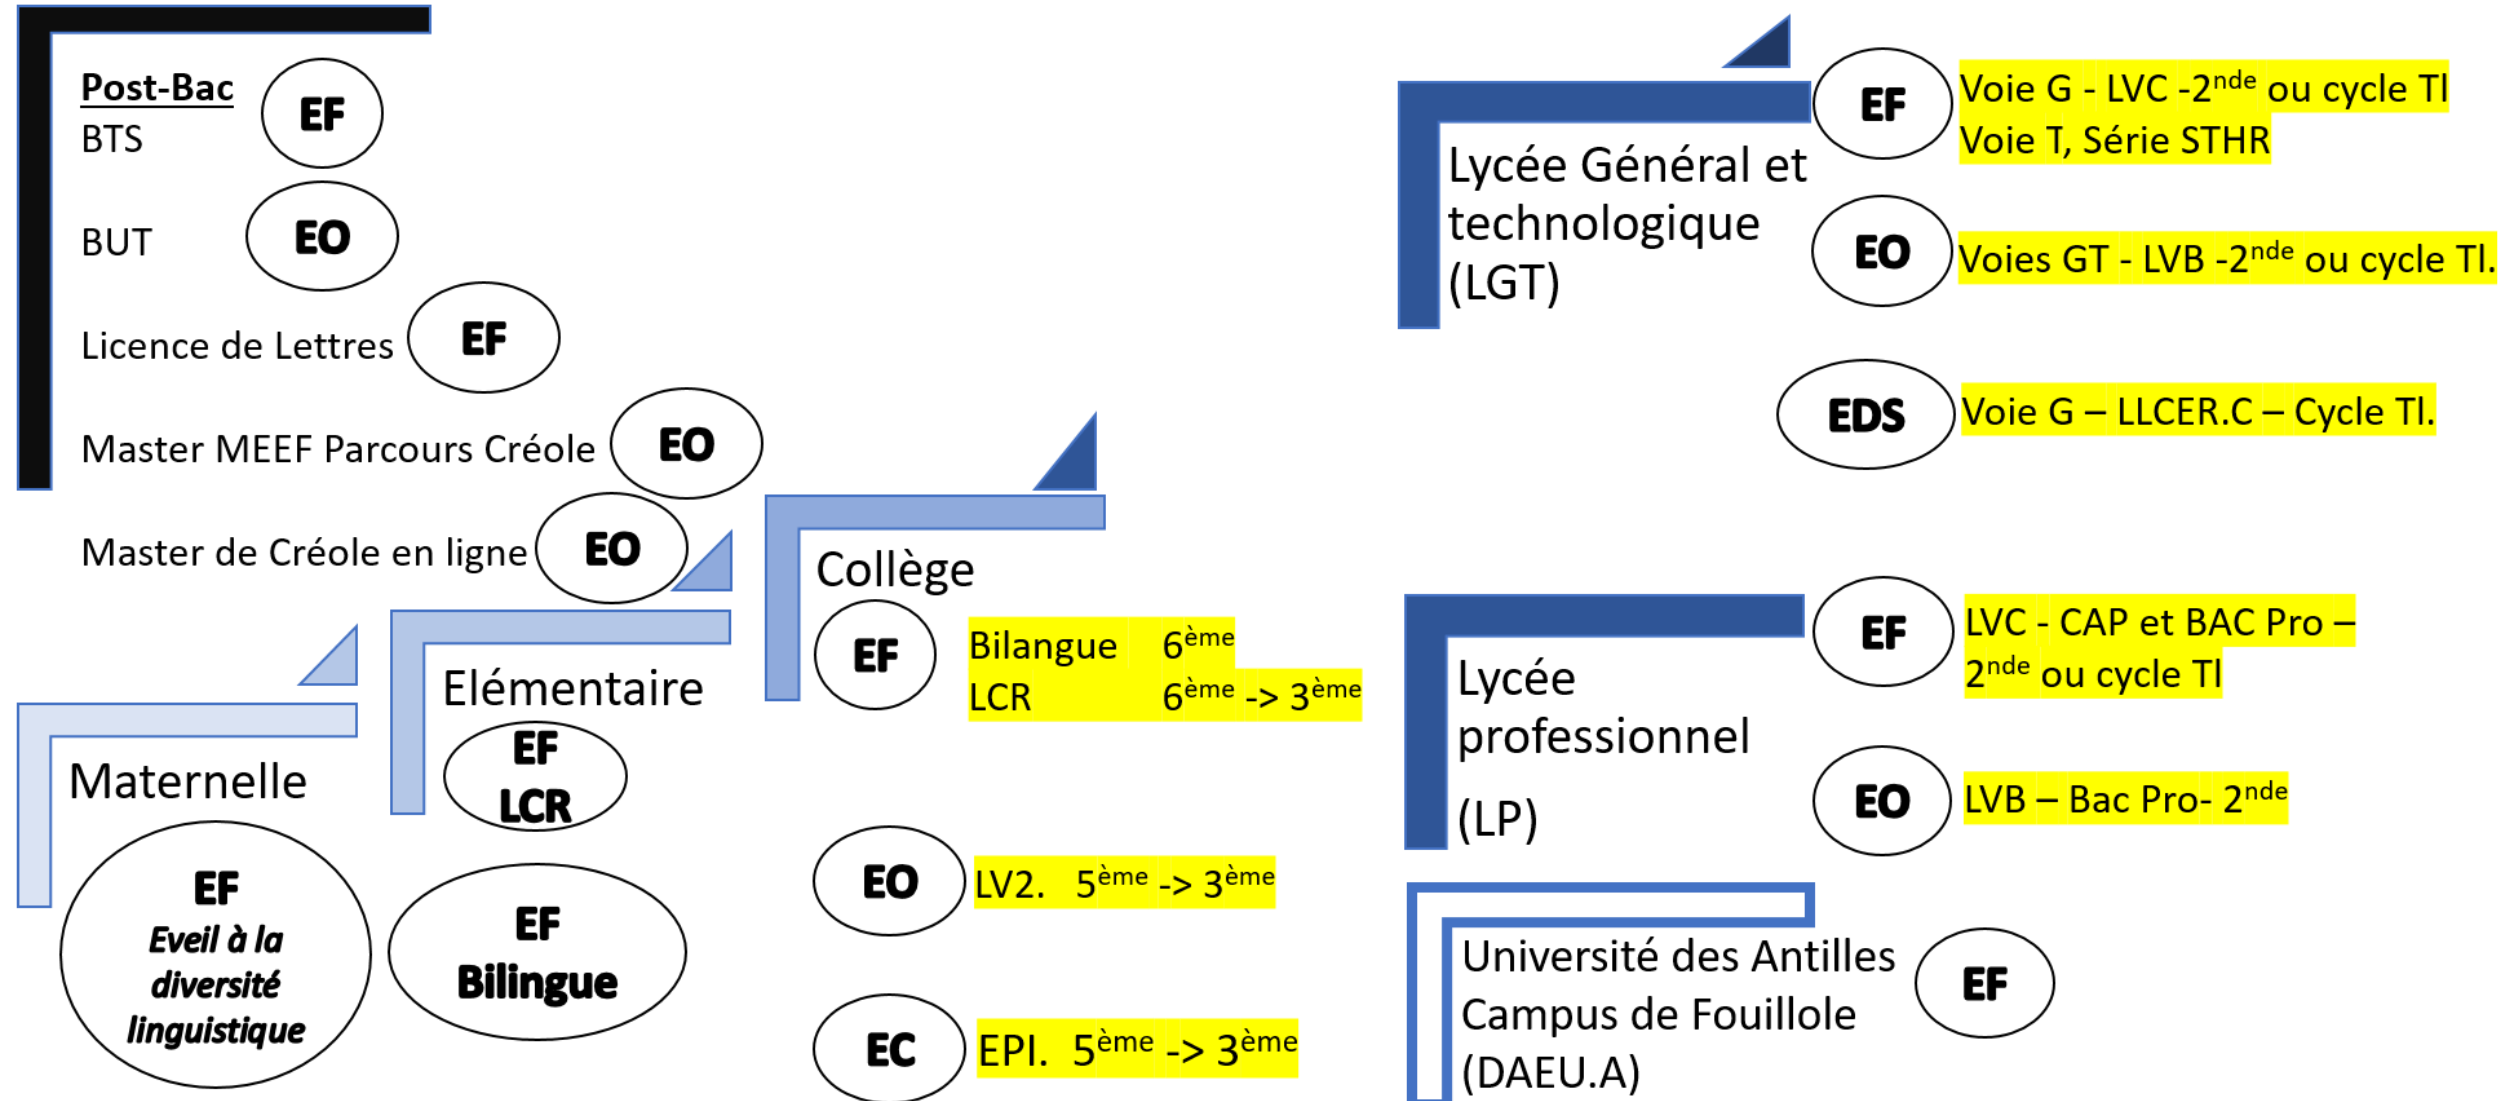 Post-Bac
BTS
EF
BUT
EO
Licence de Lettres
EF
Master MEEF Parcours Créole
EO
Master de Créole en ligne
EO
Maternelle
EF
Eveil à la
diversité
linguistique
Elémentaire
EF
LCR
EF
Bilingue
Collège
EF
Bilangue 6ème
LCR 6ème -> 3ème
EO
LV2. 5ème -> 3ème
EC
EPI. 5ème -> 3ème
Lycée Général et
technologique
(LGT)
EF
Voie G - LVC -2nde ou cycle Tl
Voie T, Série STHR
EO
Voies GT - LVB -2nde ou cycle Tl.
EDS
Voie G – LLCER.C – Cycle Tl.
Lycée
professionnel
(LP)
EF
LVC - CAP et BAC Pro –
2nde ou cycle Tl
EO
LVB – Bac Pro- 2nde
Université des Antilles
Campus de Fouillole
(DAEU.A)
EF